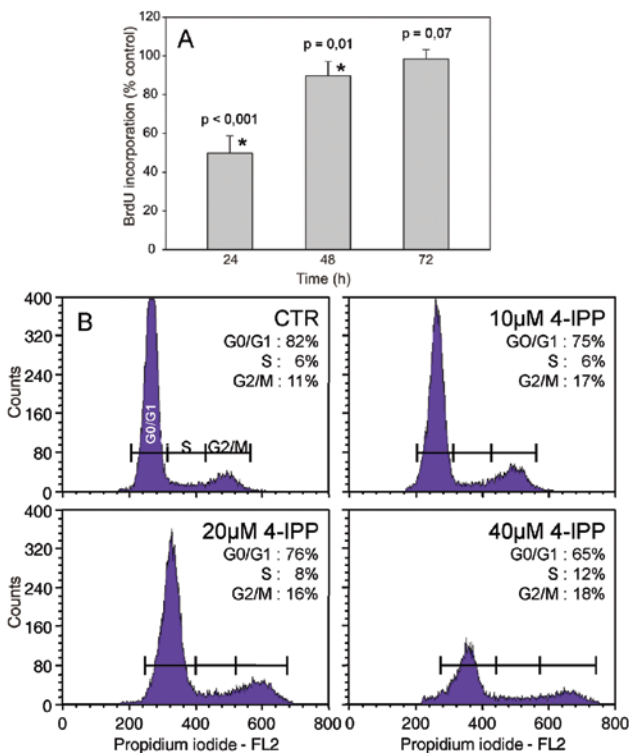 A
120
100
80
60
40
20
0
BrdU incorporation (% control)
p < 0,001
*
p = 0,01
*
p = 0,07
24 48 72
Time (h)
B
CTR
G0/G1 : 82%
S : 6%
G2/M : 11%
G0/G1
S
G2/M
400
320
240
160
80
0
Counts
10µM 4-IPP
GO/G1 : 75%
S : 6%
G2/M : 17%
20µM 4-IPP
G0/G1 : 76%
S : 8%
G2/M : 16%
400
320
240
160
80
0
Counts
0 200 400 600 800
Propidium iodide - FL2
40µM 4-IPP
G0/G1 : 65%
S : 12%
G2/M : 18%
0 200 400 600 800
Propidium iodide - FL2